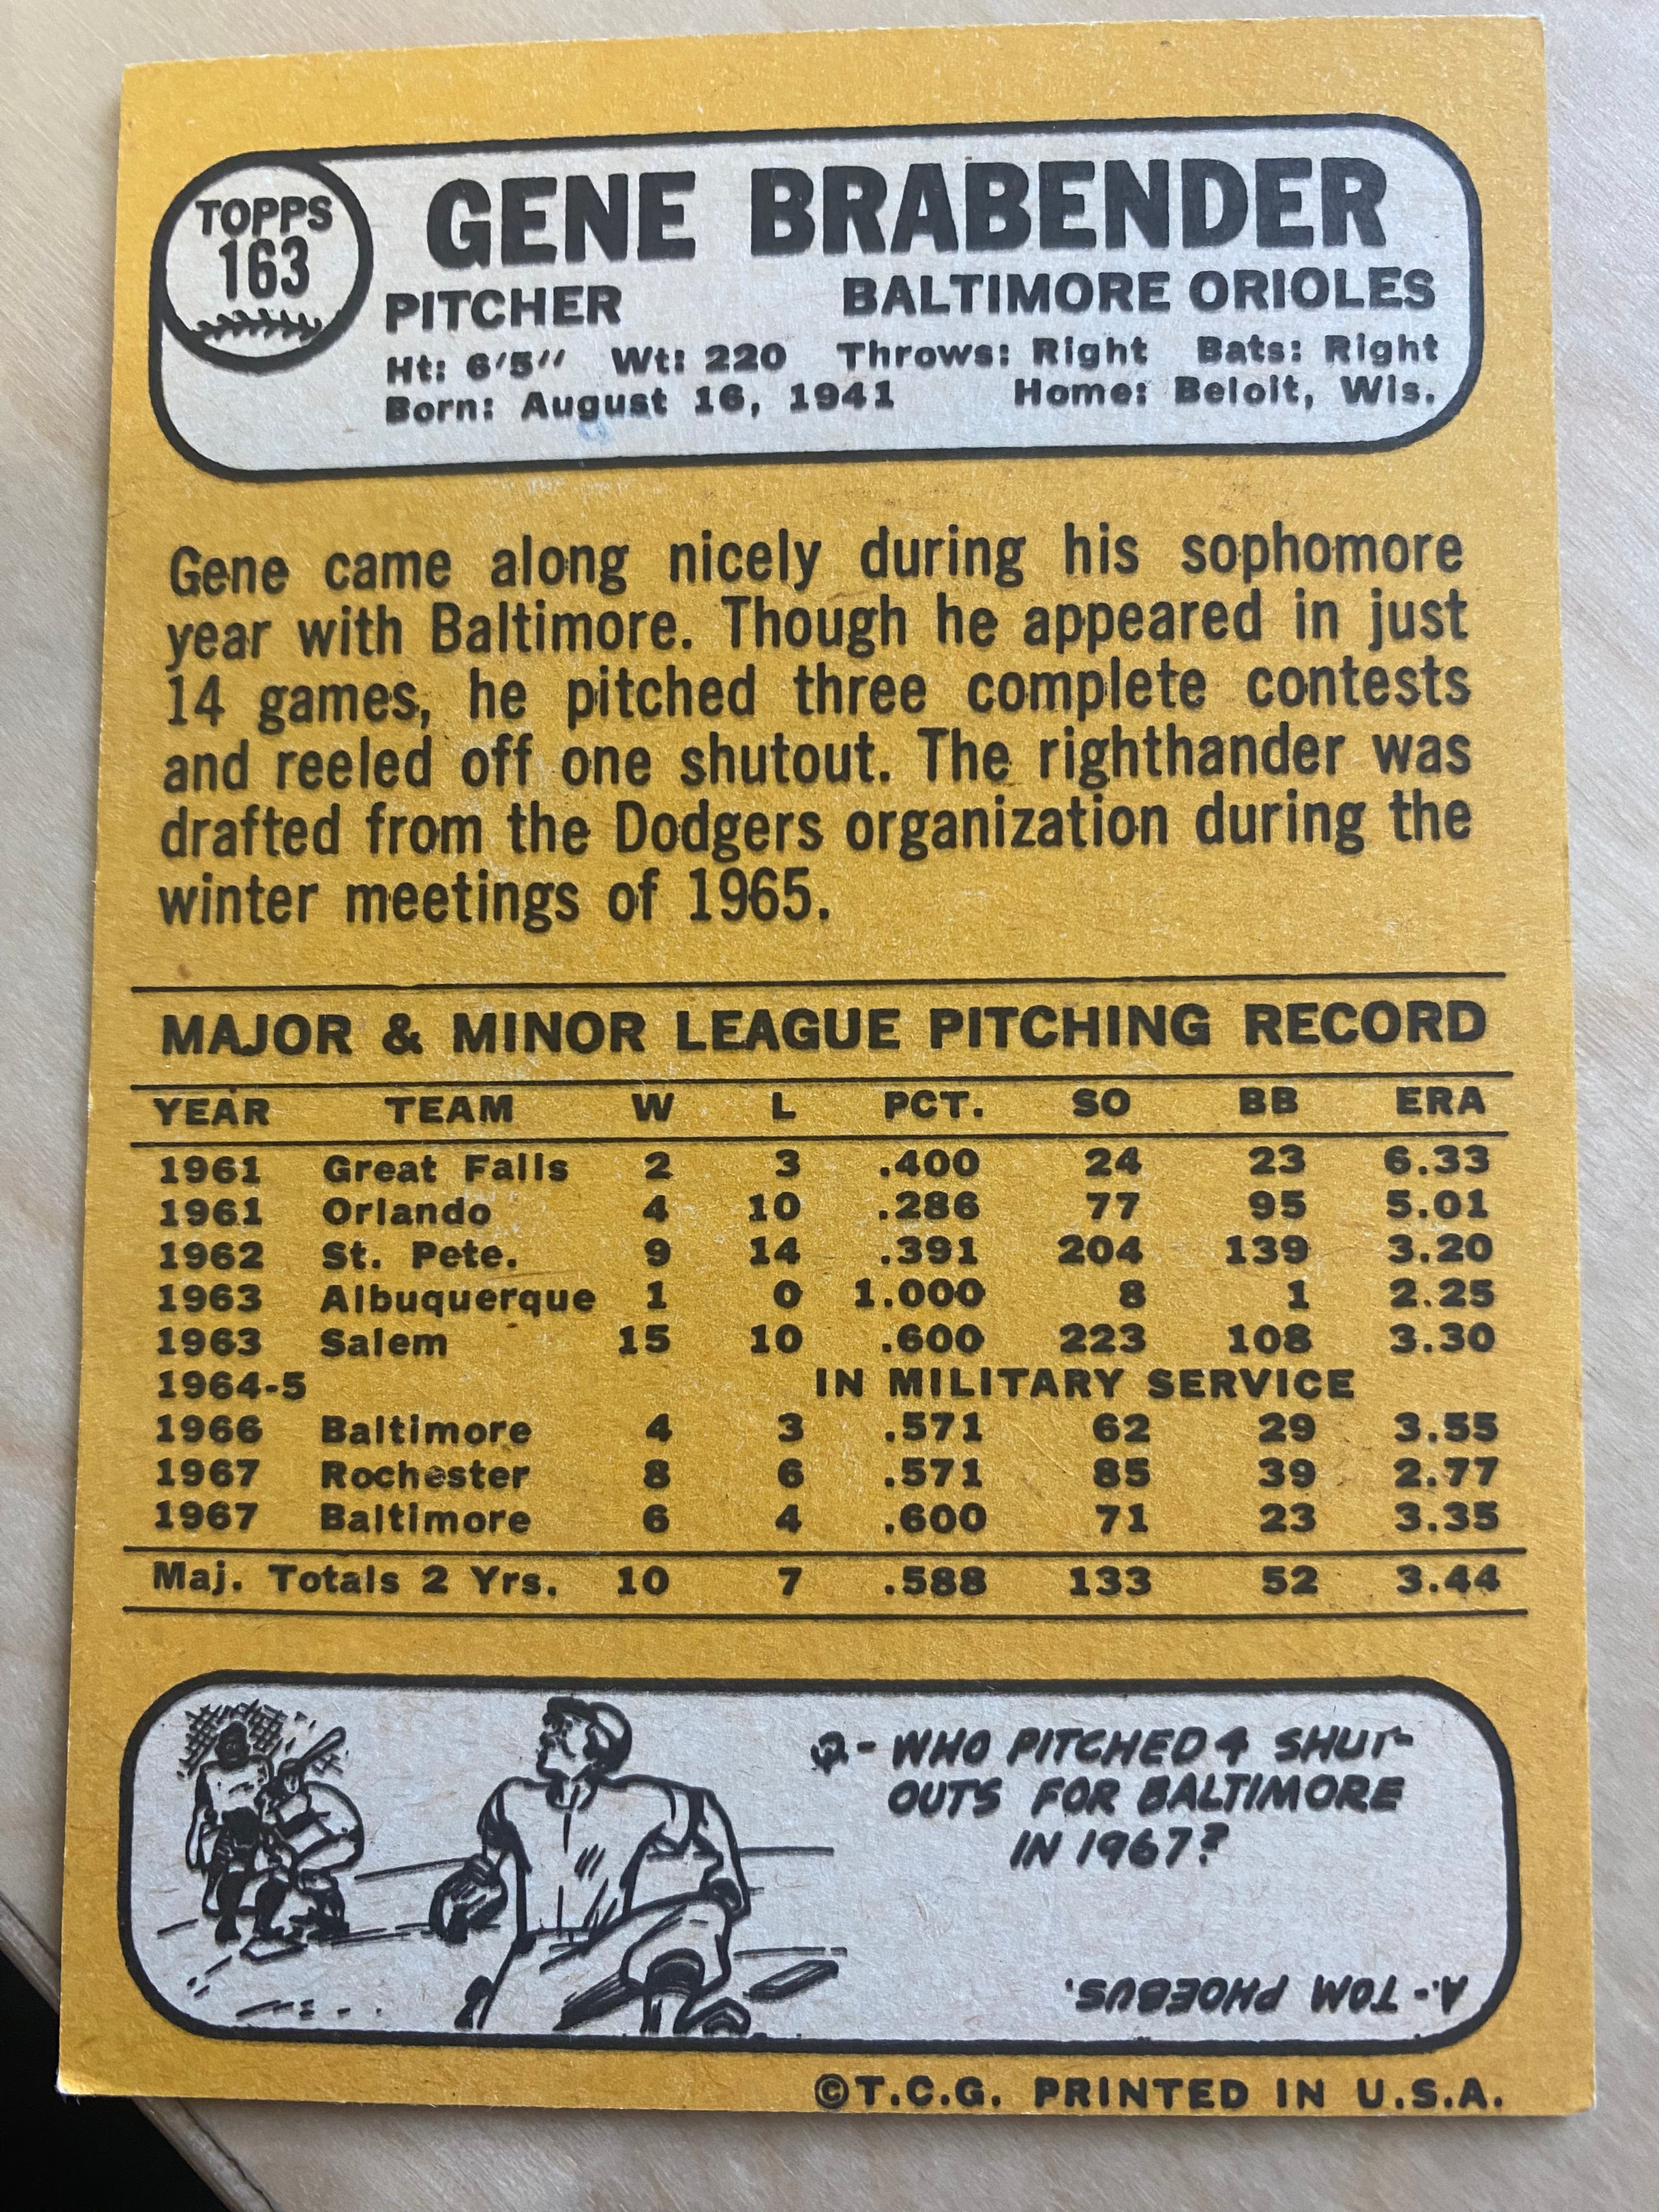 TOPPS
163
GENE BRABENDER
PITCHER BALTIMORE ORIOLES
Ht: 6'5" Wt: 220 Throws: Right Bats: Right
Born: August 16, 1941 Home: Beloit, Wis.
Gene came along nicely during his sophomore
year with Baltimore. Though he appeared in just
14 games, he pitched three complete contests
and reeled off one shutout. The righthander was
drafted from the Dodgers organization during the
winter meetings of 1965.
MAJOR & MINOR LEAGUE PITCHING RECORD
YEAR TEAM W L PCT. SO BB ERA
1961 Great Falls 2 3 .400 24 23 6.33
1961 Orlando 4 10 .286 77 95 5.01
1962 St. Pete. 9 14 .391 204 139 3.20
1963 Albuquerque 1 0 1.000 8 1 2.25
1963 Salem 15 10 .600 223 108 3.30
1964-5 IN MILITARY SERVICE
1966 Baltimore 4 3 .571 62 29 3.55
1967 Rochester 8 6 .571 85 39 2.77
1967 Baltimore 6 4 .600 71 23 3.35
Maj. Totals 2 Yrs. 10 7 .588 133 52 3.44
Q- WHO PITCHED 4 SHUT-
OUTS FOR BALTIMORE
IN 1967?
A.- TOM PHOEBUS.
©T.C.G. PRINTED IN U.S.A.